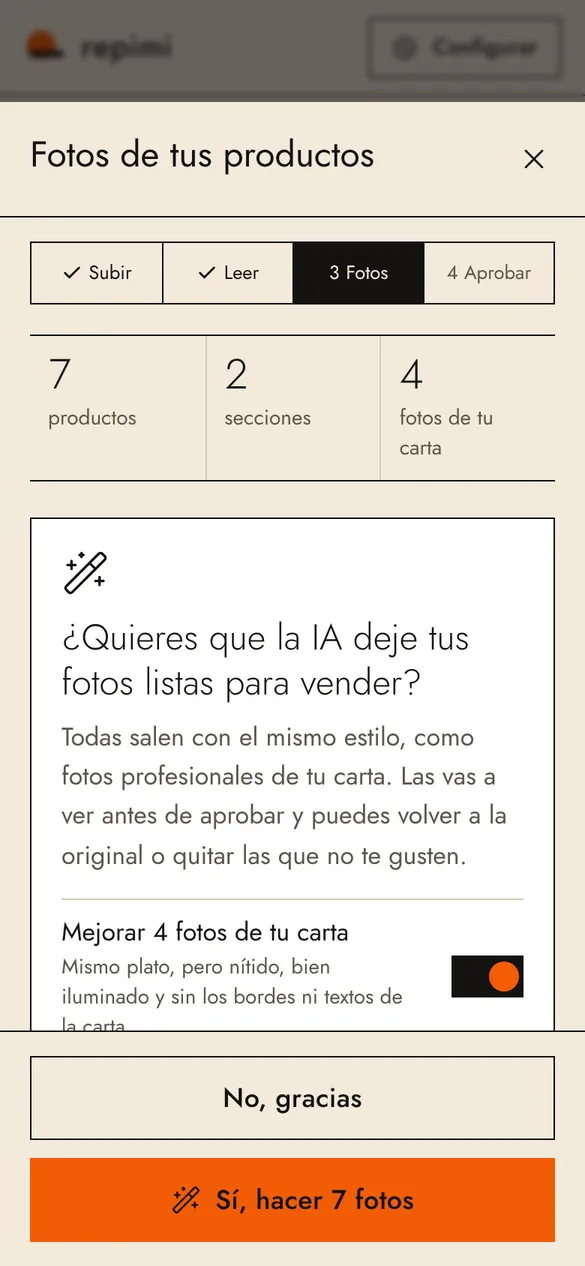 repimi
Configurar
Fotos de tus productos
Subir
Leer
3 Fotos
4 Aprobar
7
productos
2
secciones
4
fotos de tu
carta
¿Quieres que la IA deje tus
fotos listas para vender?
Todas salen con el mismo estilo, como
fotos profesionales de tu carta. Las vas a
ver antes de aprobar y puedes volver a la
original o quitar las que no te gusten.
Mejorar 4 fotos de tu carta
Mismo plato, pero nítido, bien
iluminado y sin los bordes ni textos de
la carta
No, gracias
Sí, hacer 7 fotos